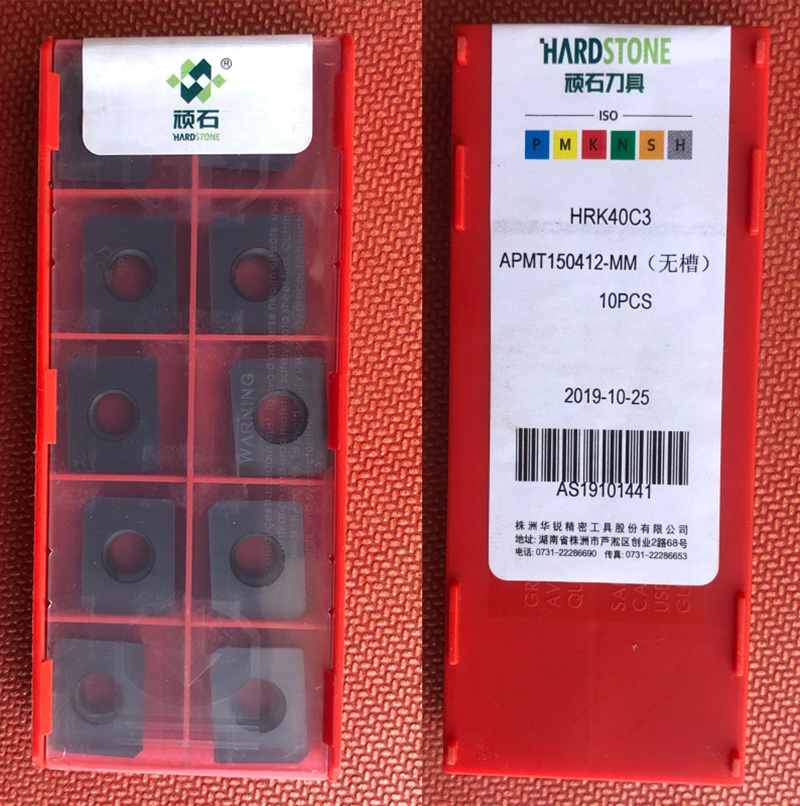 ®
顽石
HARDSTONE
WARNING
HARDSTONE
顽石刀具
ISO
P M K N S H
HRK40C3
APMT150412-MM（无槽）
10PCS
2019-10-25
AS19101441
株洲华锐精密工具股份有限公司
地址: 湖南省株洲市芦淞区创业2路68号
电话: 0731-22286690 传真: 0731-22286653